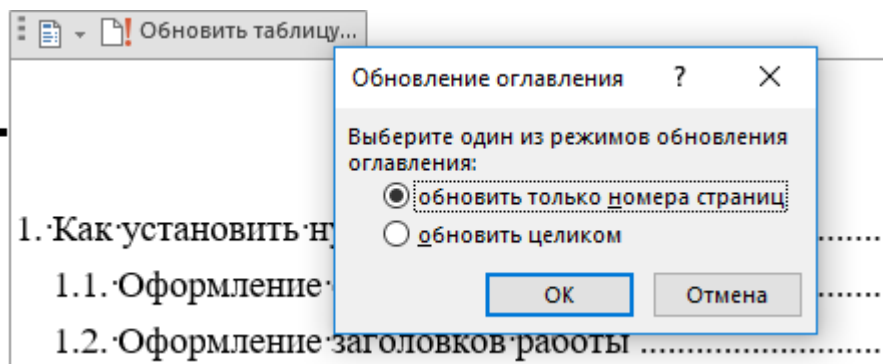 Обновить таблицу...
Обновление оглавления ? ×
Выберите один из режимов обновления
оглавления:
обновить только номера страниц
обновить целиком
ОК Отмена
1. Как установить н
1.1. Оформление
1.2. Оформление заголовков работы